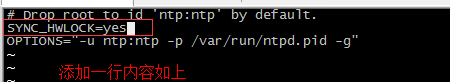 # Drop root to id 'ntp:ntp' by default.
SYNC_HWLOCK=yes
OPTIONS="-u ntp:ntp -p /var/run/ntpd.pid -g"
~
~ 添加一行内容如上
~